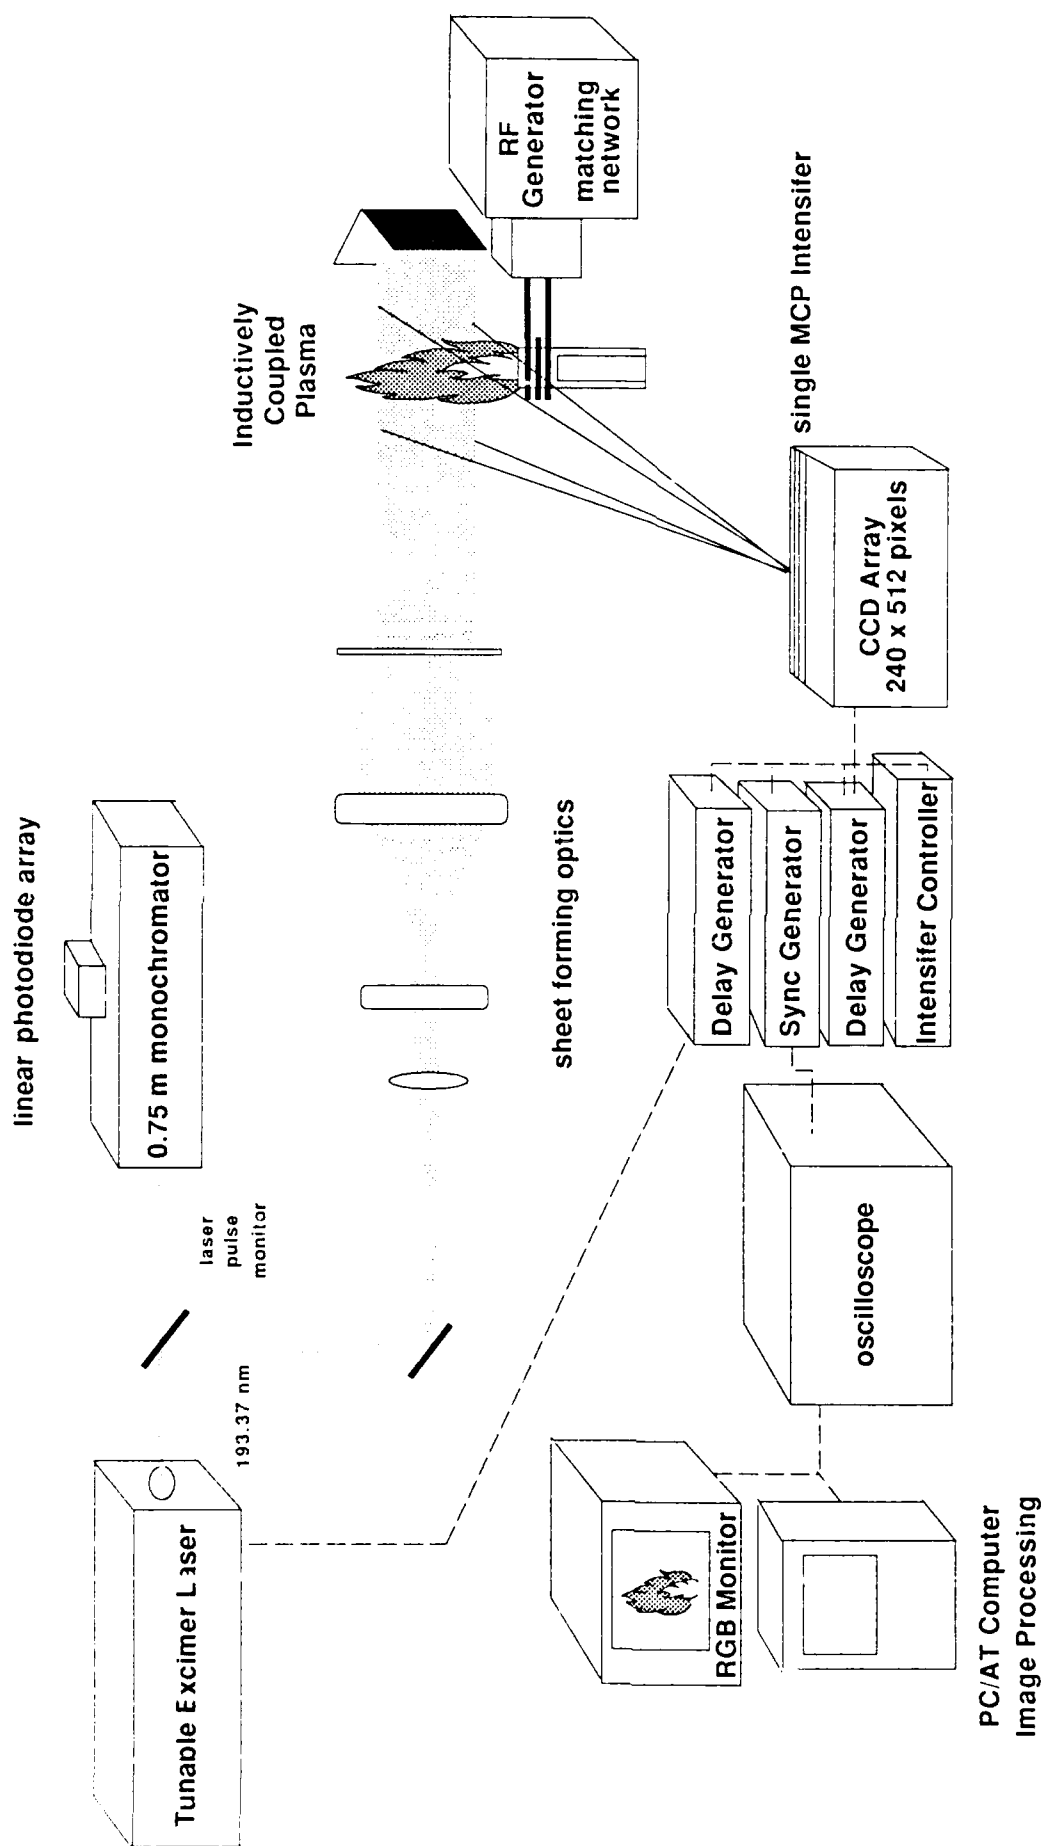 linear photodiode array
0.75 m monochromator
Tunable Excimer Laser
193.37 nm
laser
pulse
monitor
Inductively
Coupled
Plasma
RF
Generator
matching
network
sheet forming optics
single MCP Intensifer
CCD Array
240 x 512 pixels
Delay Generator
Sync Generator
Delay Generator
Intensifer Controller
oscilloscope
RGB Monitor
PC/AT Computer
Image Processing